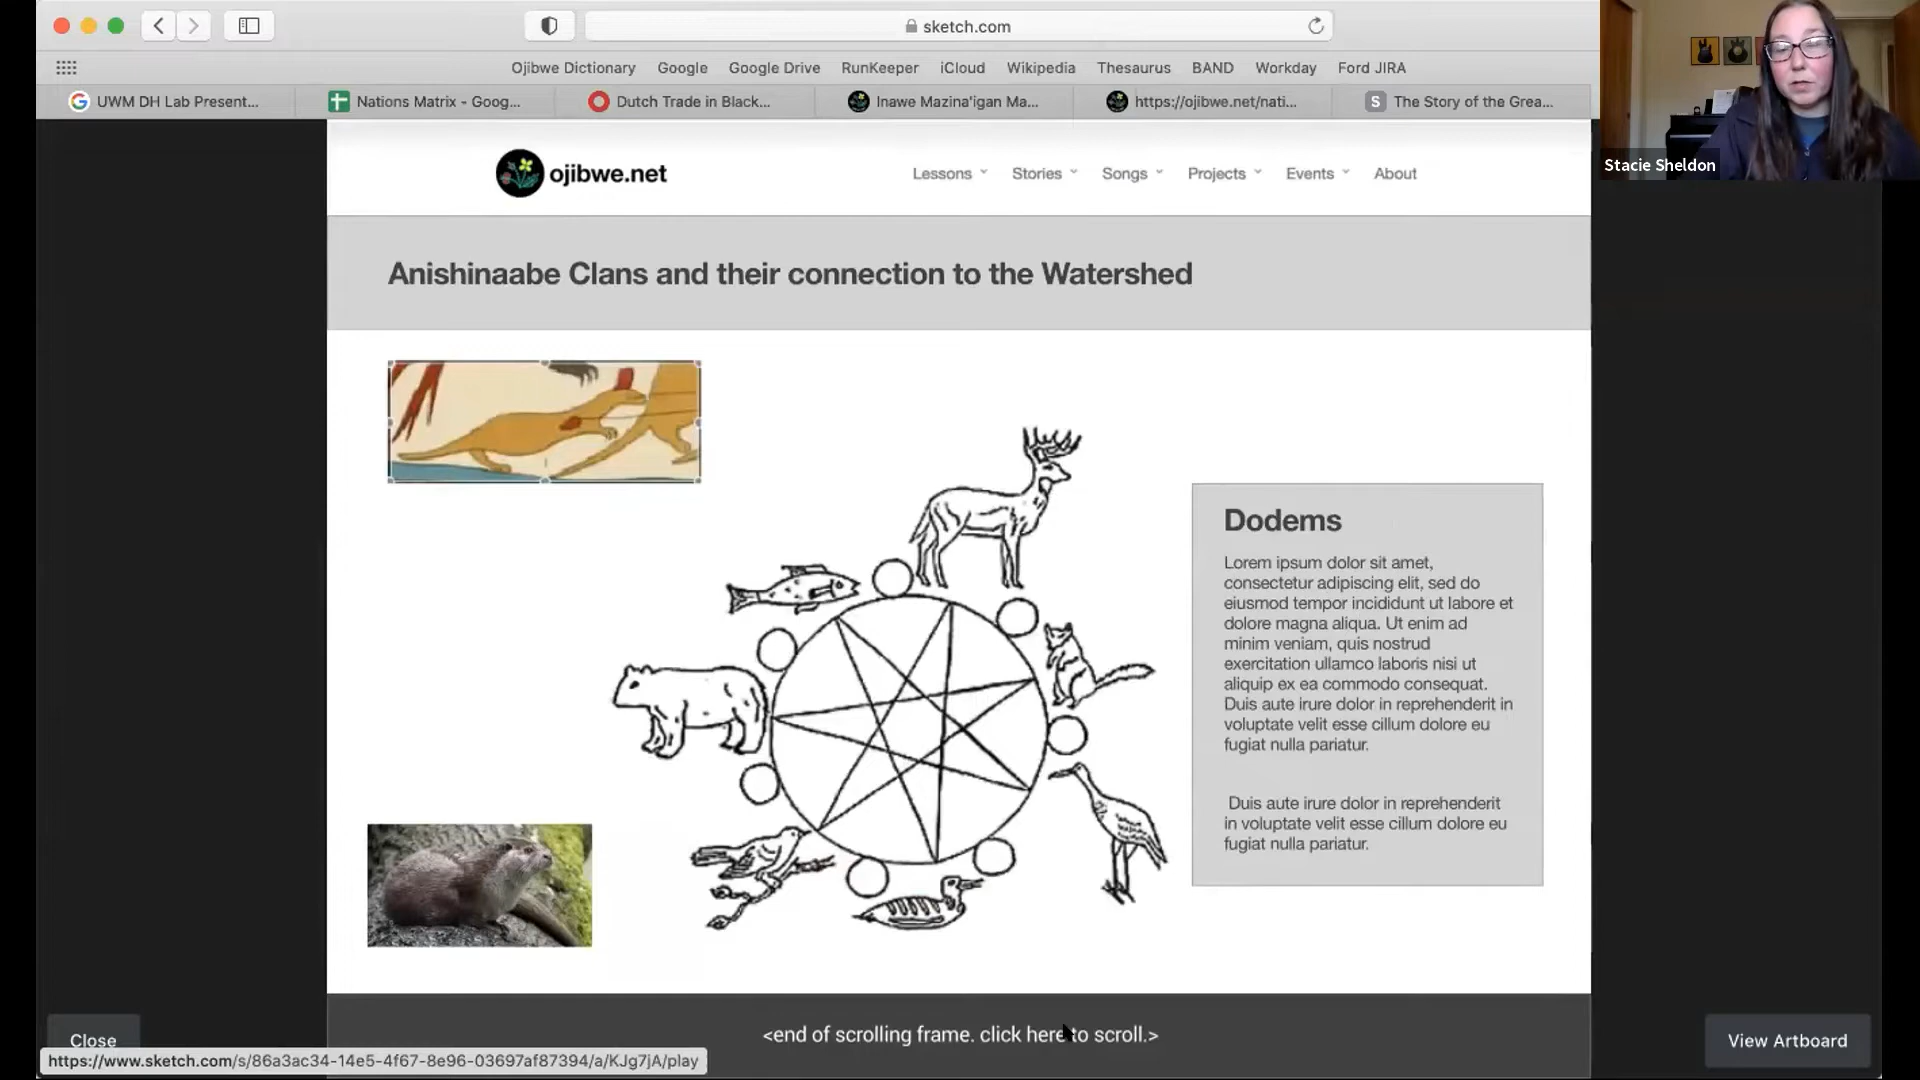 sketch.com
Ojibwe Dictionary Google Google Drive RunKeeper iCloud Wikipedia Thesaurus BAND Workday Ford JIRA
UWM DH Lab Present... Nations Matrix - Goog... Dutch Trade in Black... Inawe Mazina'igan Ma... https://ojibwe.net/nati... S The Story of the Grea...
Stacie Sheldon
ojibwe.net Lessons Stories Songs Projects Events About
Anishinaabe Clans and their connection to the Watershed
Dodems
Lorem ipsum dolor sit amet,
consectetur adipiscing elit, sed do
eiusmod tempor incididunt ut labore et
dolore magna aliqua. Ut enim ad
minim veniam, quis nostrud
exercitation ullamco laboris nisi ut
aliquip ex ea commodo consequat.
Duis aute irure dolor in reprehenderit in
voluptate velit esse cillum dolore eu
fugiat nulla pariatur.
Duis aute irure dolor in reprehenderit
in voluptate velit esse cillum dolore eu
fugiat nulla pariatur.
<end of scrolling frame. click here to scroll.>
Close
View Artboard
https://www.sketch.com/s/86a3ac34-14e5-4f67-8e96-03697af87394/a/KJg7jA/play